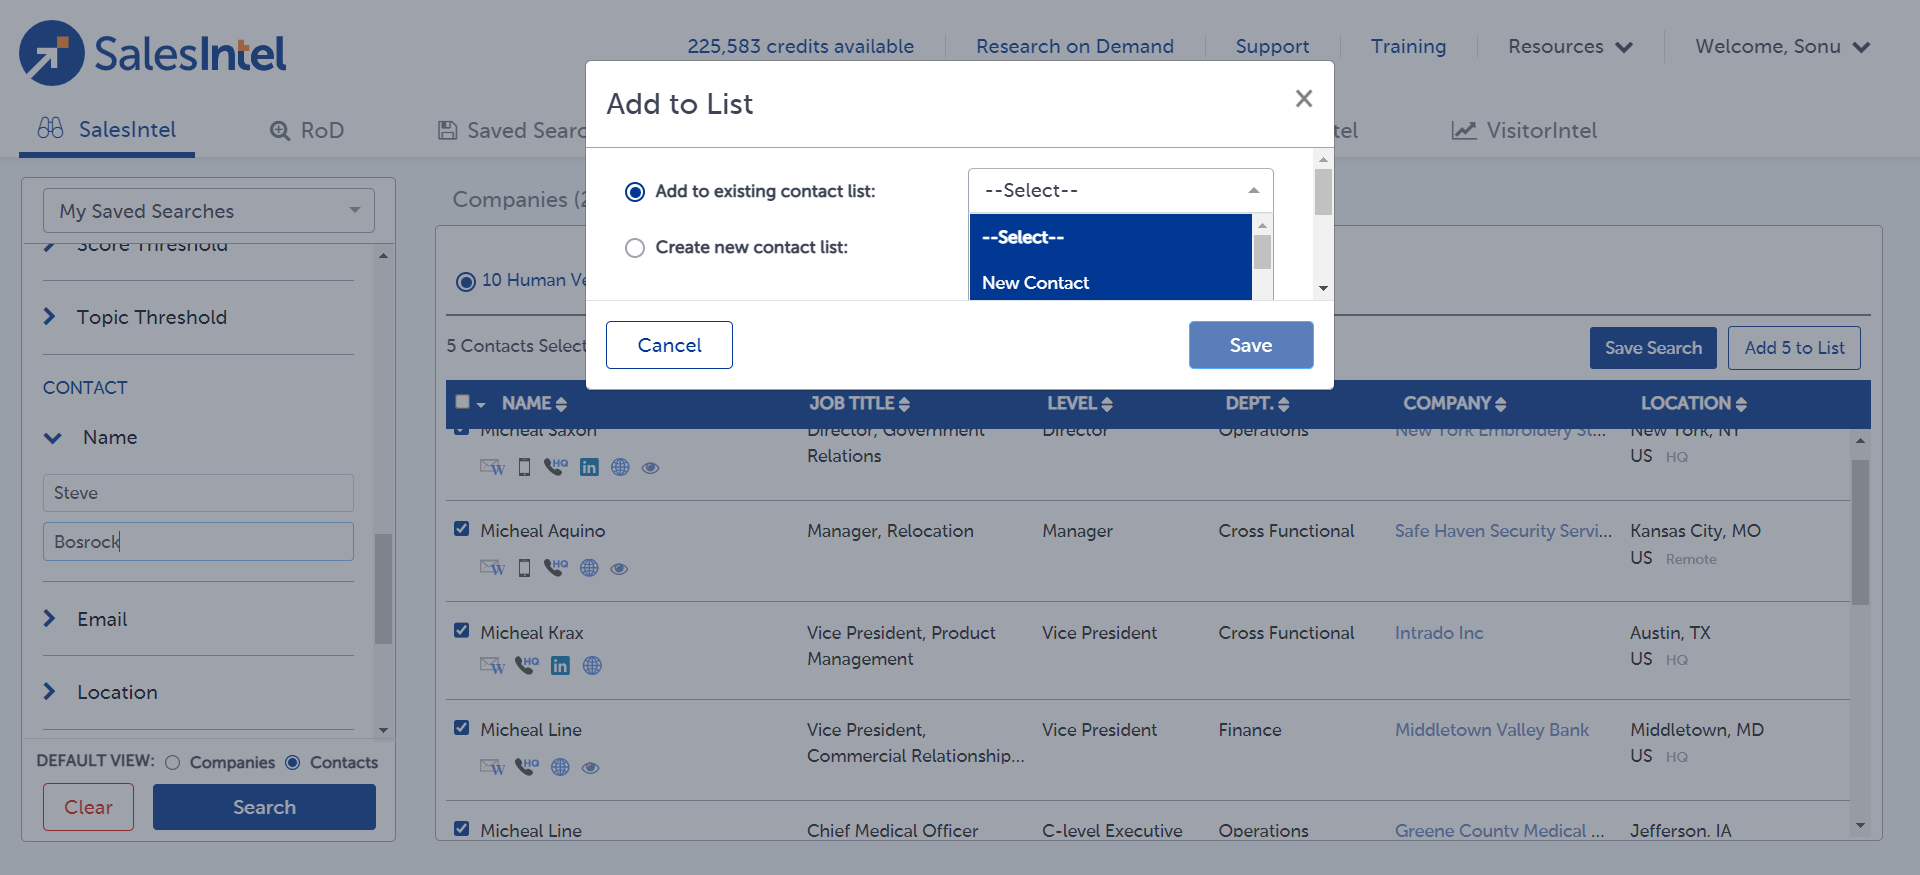 SalesIntel
225,583 credits available
Research on Demand
Support
Training
Resources
Welcome, Sonu
SalesIntel
RoD
Saved Searc
tel
VisitorIntel
Add to List
Add to existing contact list:
--Select--
--Select--
New Contact
Create new contact list:
Cancel
Save
My Saved Searches
Score Threshold
Topic Threshold
CONTACT
Name
Steve
Bosrock
Email
Location
DEFAULT VIEW: Companies Contacts
Clear
Search
Companies (2
10 Human Ve
5 Contacts Select
Save Search
Add 5 to List
NAME JOB TITLE LEVEL DEPT. COMPANY LOCATION
Micheal Saxon Director, Government Director Operations New York Embroidery St... New York, NY
Relations US HQ
W HQ in
Micheal Aquino Manager, Relocation Manager Cross Functional Safe Haven Security Servi... Kansas City, MO
US Remote
W HQ
Micheal Krax Vice President, Product Vice President Cross Functional Intrado Inc Austin, TX
Management US HQ
W HQ in
Micheal Line Vice President, Vice President Finance Middletown Valley Bank Middletown, MD
Commercial Relationship... US HQ
W HQ
Micheal Line Chief Medical Officer C-level Executive Operations Greene County Medical ... Jefferson, IA